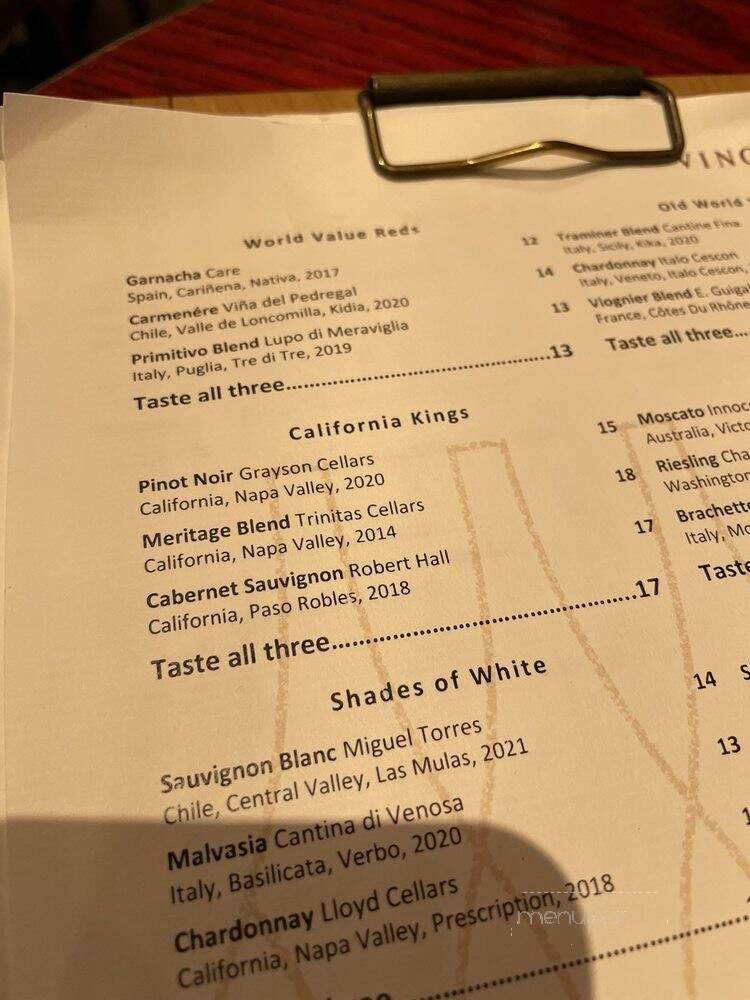 VINO
World Value Reds
Garnacha Care 12
Spain, Cariñena, Nativa, 2017
Carmenére Viña del Pedregal 14
Chile, Valle de Loncomilla, Kidia, 2020
Primitivo Blend Lupo di Meraviglia 13
Italy, Puglia, Tre di Tre, 2019
Taste all three..........13
California Kings
Pinot Noir Grayson Cellars 15
California, Napa Valley, 2020
Meritage Blend Trinitas Cellars 18
California, Napa Valley, 2014
Cabernet Sauvignon Robert Hall 17
California, Paso Robles, 2018
Taste all three..........17
Shades of White
Sauvignon Blanc Miguel Torres 14
Chile, Central Valley, Las Mulas, 2021
Malvasia Cantina di Venosa 13
Italy, Basilicata, Verbo, 2020
Chardonnay Lloyd Cellars
California, Napa Valley, Prescription, 2018
Old World
Traminer Blend Cantine Fina
Italy, Sicily, Kika, 2020
Chardonnay Italo Cescon
Italy, Veneto, Italo Cescon,
Viognier Blend E. Guigal
France, Côtes Du Rhône
Taste all three...
Moscato
Australia,
Riesling
Washington
Brachetto
Italy,
Taste